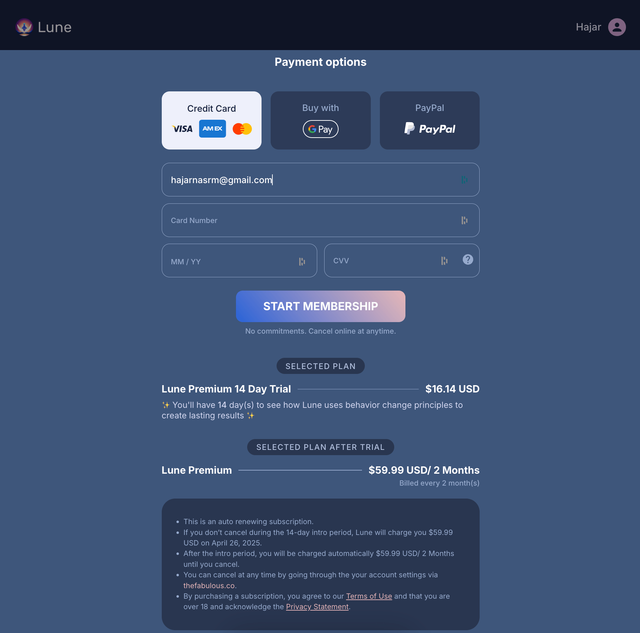 Lune
Hajar
Payment options
Credit Card
VISA
AMEX
Buy with
G Pay
PayPal
PayPal
hajarnasrm@gmail.com
Card Number
MM / YY
CVV
?
START MEMBERSHIP
No commitments. Cancel online at anytime.
SELECTED PLAN
Lune Premium 14 Day Trial $16.14 USD
✨ You'll have 14 day(s) to see how Lune uses behavior change principles to
create lasting results ✨
SELECTED PLAN AFTER TRIAL
Lune Premium $59.99 USD/ 2 Months
Billed every 2 month(s)
• This is an auto renewing subscription.
• If you don't cancel during the 14-day intro period, Lune will charge you $59.99
USD on April 26, 2025.
• After the intro period, you will be charged automatically $59.99 USD/ 2 Months
until you cancel.
• You can cancel at any time by going through the your account settings via
thefabulous.co.
• By purchasing a subscription, you agree to our Terms of Use and that you are
over 18 and acknowledge the Privacy Statement.